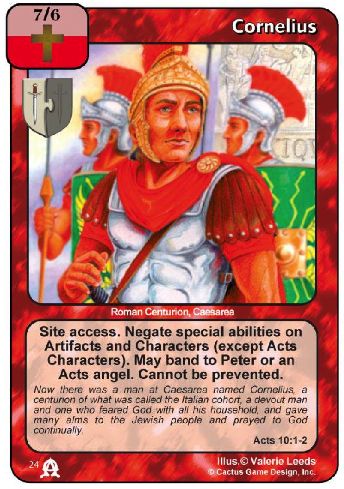 7/6
Cornelius
Roman Centurion, Caesarea
Site access. Negate special abilities on
Artifacts and Characters (except Acts
Characters). May band to Peter or an
Acts angel. Cannot be prevented.
Now there was a man at Caesarea named Cornelius, a
centurion of what was called the Italian cohort, a devout man
and one who feared God with all his household, and gave
many alms to the Jewish people and prayed to God
continually.
Acts 10:1-2
24
Illus.© Valerie Leeds
© Cactus Game Design, Inc.